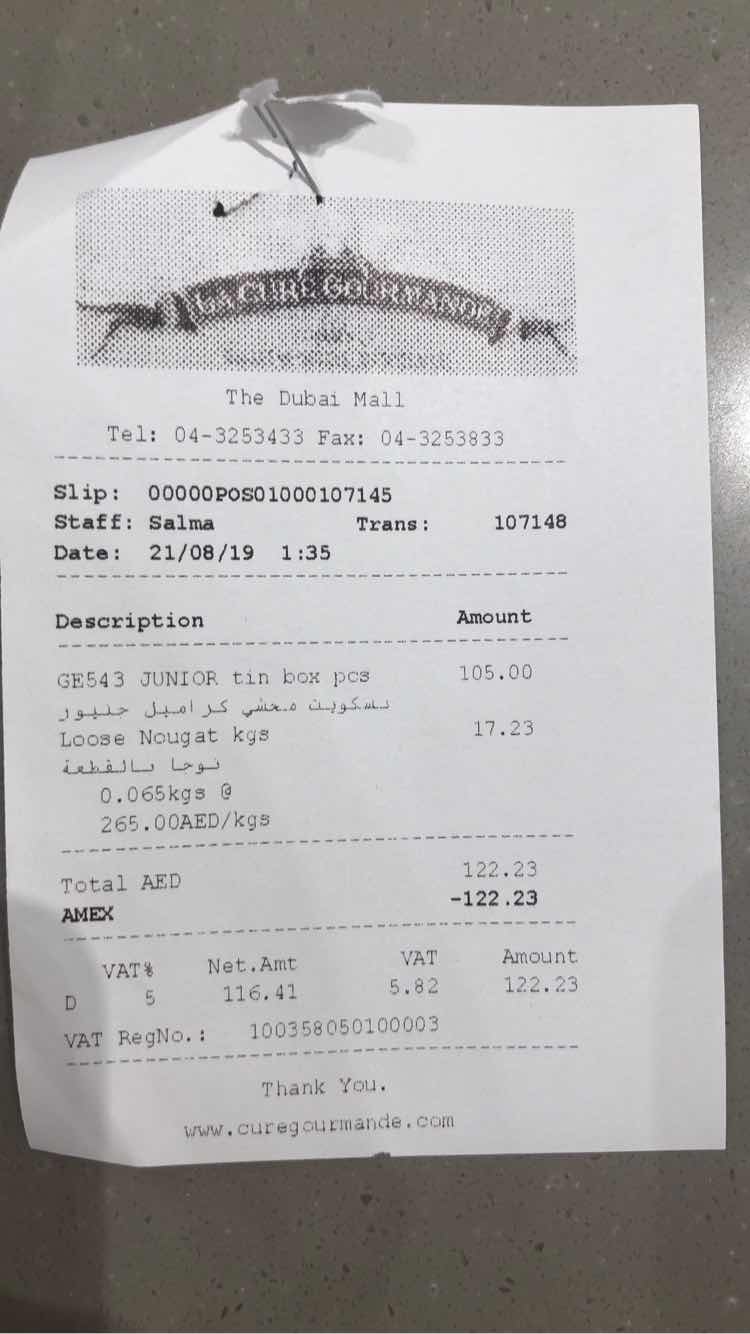 LA CURE GOURMANDE
The Dubai Mall
Tel: 04-3253433 Fax: 04-3253833
Slip: 00000POS01000107145
Staff: Salma Trans: 107148
Date: 21/08/19 1:35
Description Amount
GE543 JUNIOR tin box pcs 105.00
بسكويت محشي كراميل جنيور
Loose Nougat kgs 17.23
نوجا بالقطعة
0.065kgs @
265.00AED/kgs
Total AED 122.23
AMEX -122.23
VAT% Net.Amt VAT Amount
D 5 116.41 5.82 122.23
VAT RegNo.: 100358050100003
Thank You.
www.curegourmande.com